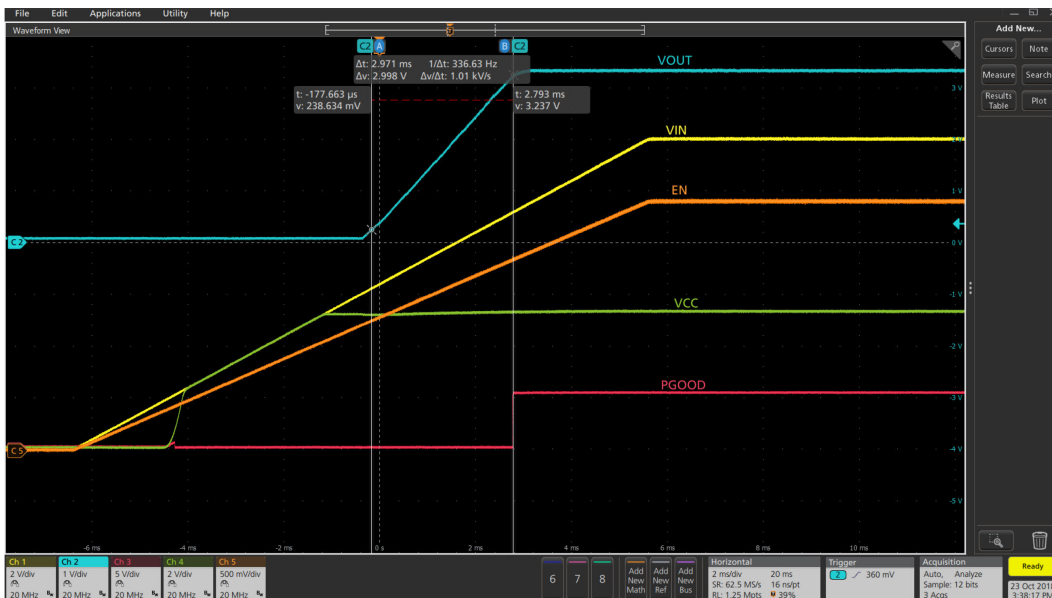 File Edit Applications Utility Help
Waveform View
Add New...
Cursors Note
Measure Search
Results Table Plot
C2 A B C2
Δt: 2.971 ms 1/Δt: 336.63 Hz
Δv: 2.998 V Δv/Δt: 1.01 kV/s
t: -177.663 µs
v: 238.634 mV
t: 2.793 ms
v: 3.237 V
VOUT
3 V
VIN
EN
1 V
C2
0 V
-1 V
VCC
-2 V
PGOOD
-3 V
C5
-4 V
-5 V
-6 ms -4 ms -2 ms 0 s 2 ms 4 ms 6 ms 8 ms 10 ms
Ch 1
2 V/div
20 MHz
Ch 2
1 V/div
20 MHz
Ch 3
5 V/div
20 MHz
Ch 4
2 V/div
20 MHz
Ch 5
500 mV/div
20 MHz
6 7 8
Add New Math
Add New Ref
Add New Bus
Horizontal
2 ms/div 20 ms
SR: 62.5 MS/s 16 ns/pt
RL: 1.25 Mpts 39%
Trigger
2 360 mV
Acquisition
Auto, Analyze
Sample: 12 bits
3 Acqs
Ready
23 Oct 201
3:38:17 PM